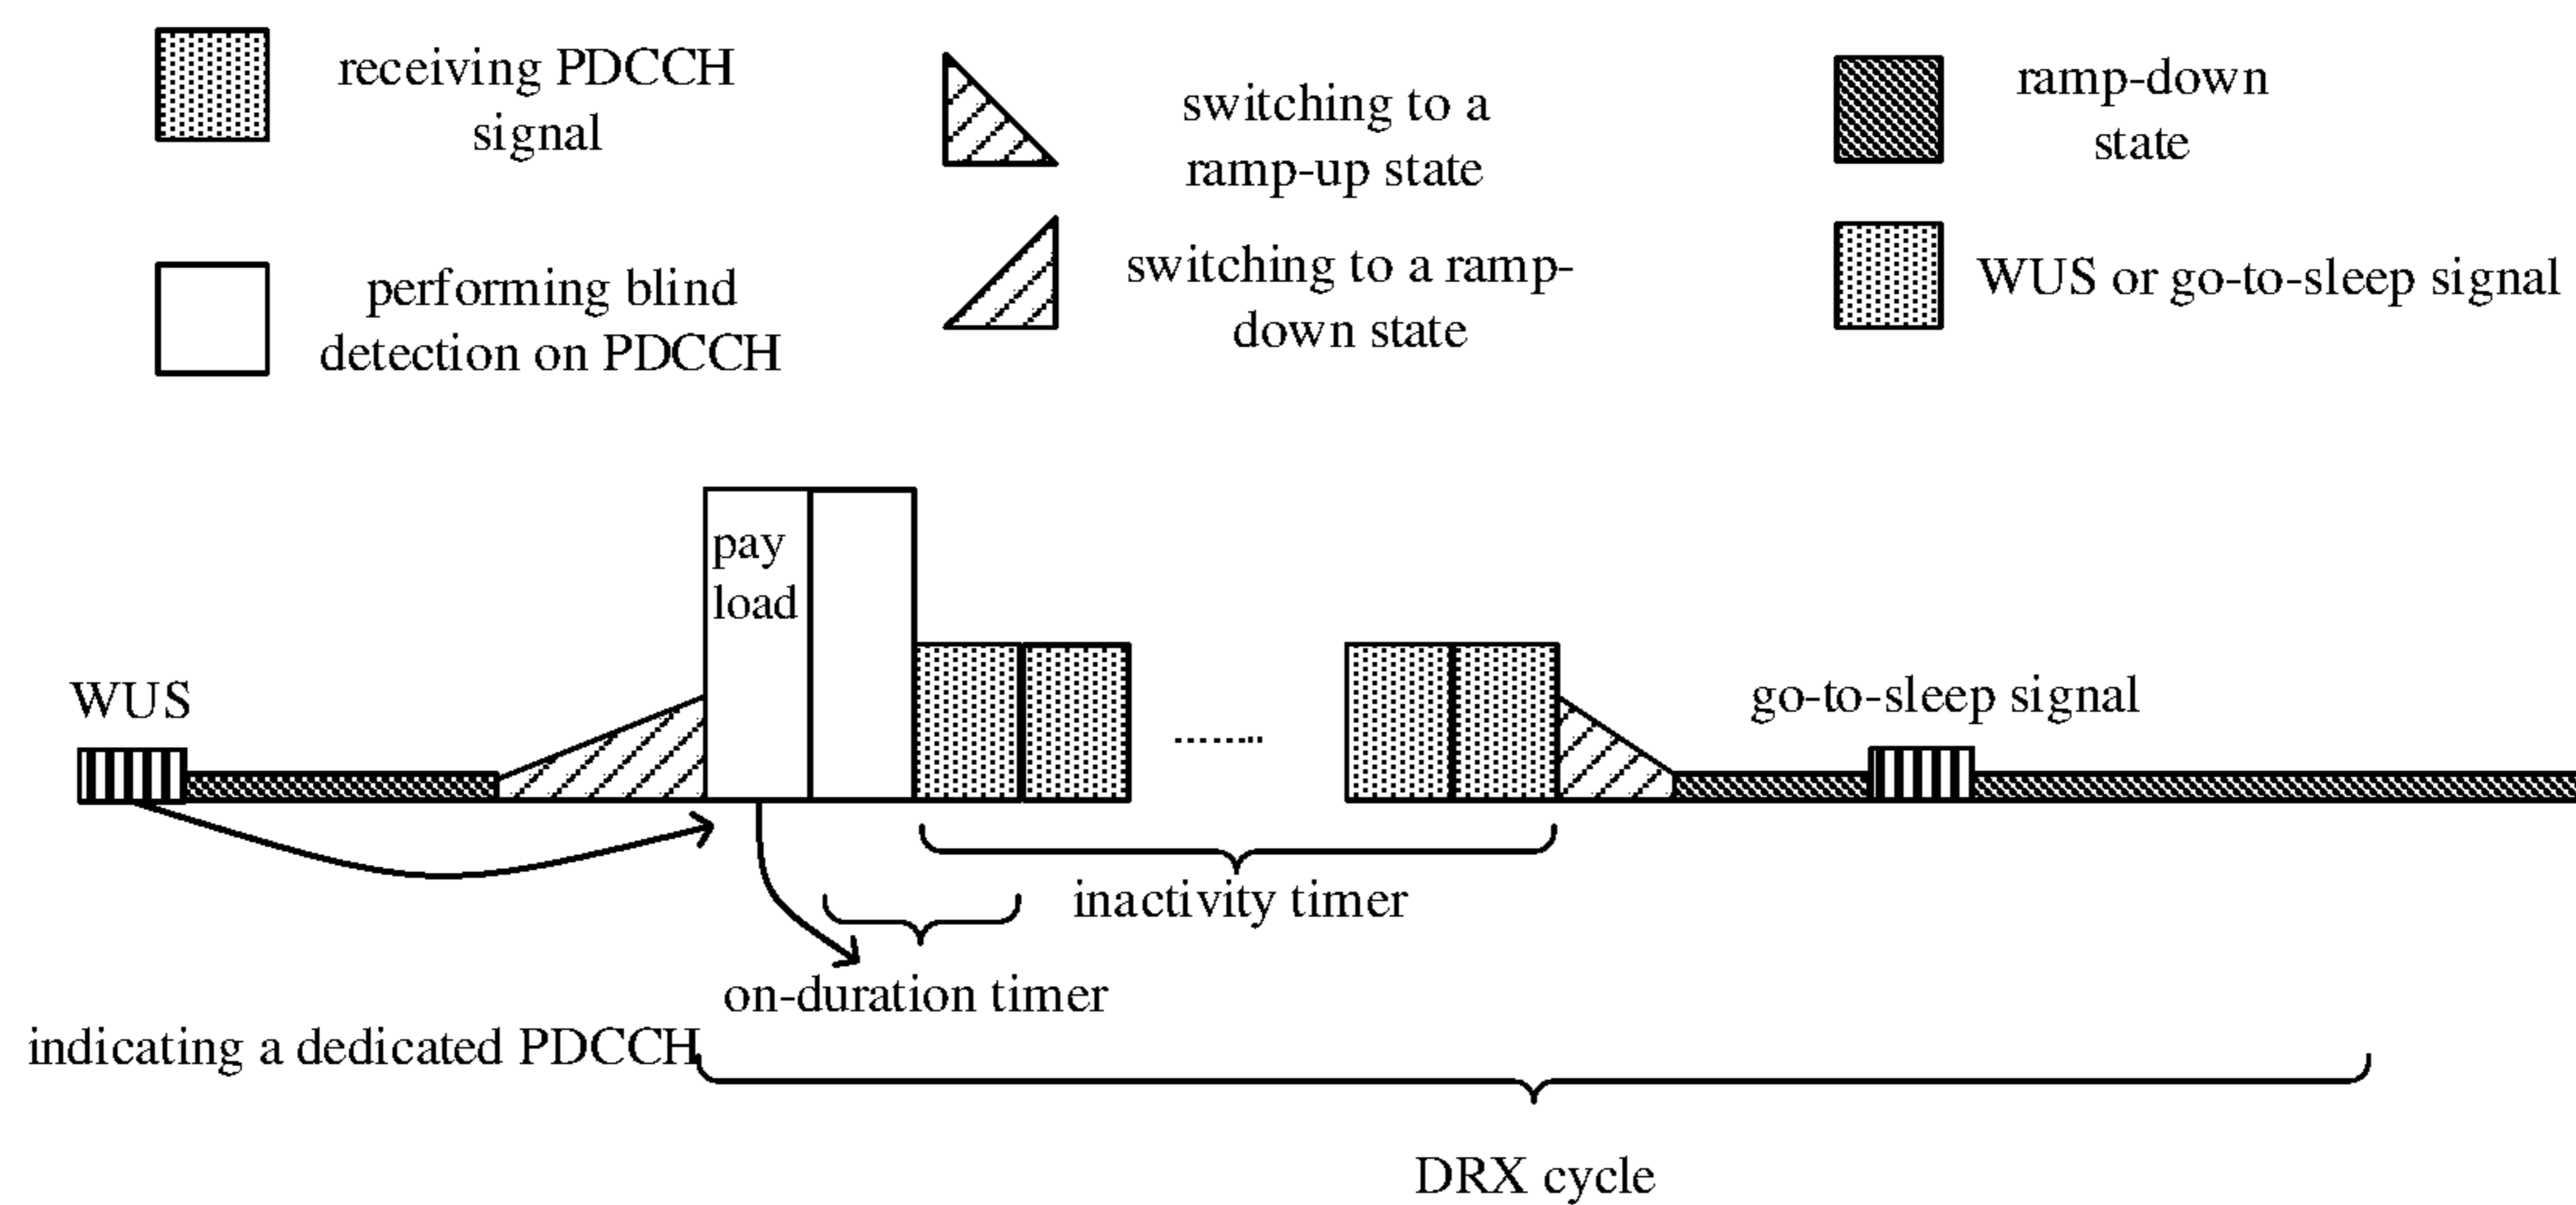 receiving PDCCH
signal
switching to a
ramp-up state
ramp-down
state
performing blind
detection on PDCCH
switching to a ramp-
down state
WUS or go-to-sleep signal
pay
load
WUS
go-to-sleep signal
........
inactivity timer
on-duration timer
indicating a dedicated PDCCH
DRX cycle